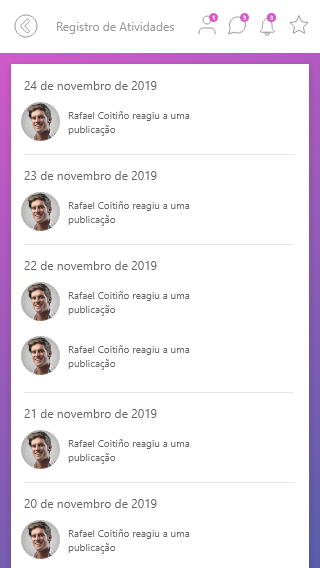 Registro de Atividades
1
3
3
24 de novembro de 2019
Rafael Coitiño reagiu a uma
publicação
23 de novembro de 2019
Rafael Coitiño reagiu a uma
publicação
22 de novembro de 2019
Rafael Coitiño reagiu a uma
publicação
Rafael Coitiño reagiu a uma
publicação
21 de novembro de 2019
Rafael Coitiño reagiu a uma
publicação
20 de novembro de 2019
Rafael Coitiño reagiu a uma
publicação